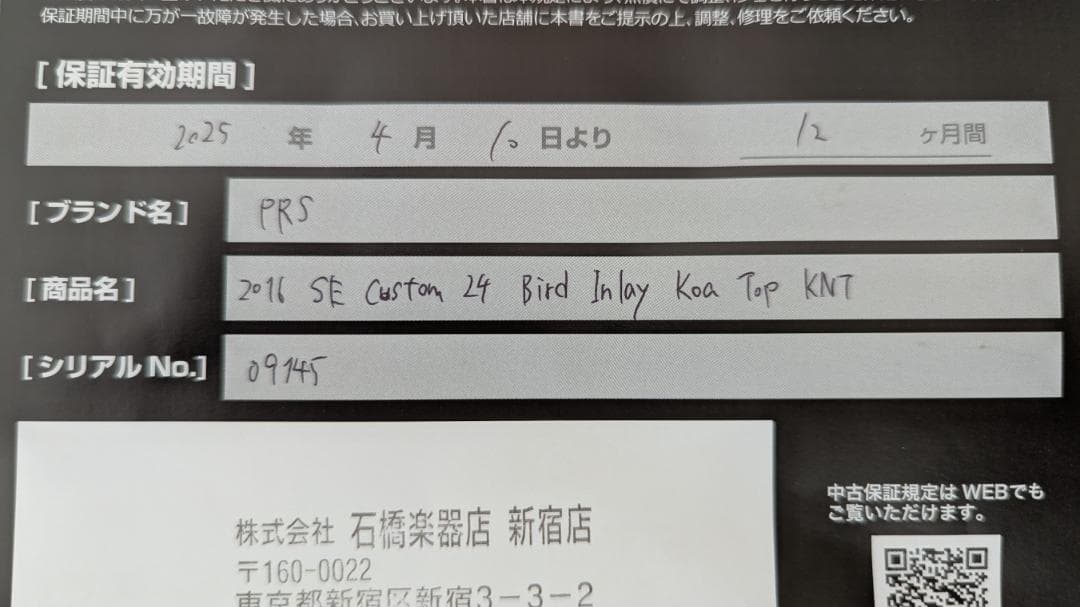 保証期間中に万が一故障が発生した場合、お買い上げ頂いた店舗に本書をご提示の上、調整、修理をご依頼ください。
[ 保証有効期間 ]
2025 年 4 月 10 日より 12 ヶ月間
[ ブランド名 ] PRS
[ 商品名 ] 2016 SE Custom 24 Bird Inlay Koa Top KNT
[ シリアル No.] 09145
株式会社 石橋楽器店 新宿店
〒160-0022
東京都新宿区新宿3-3-2
中古保証規定は WEBでも
ご覧いただけます。